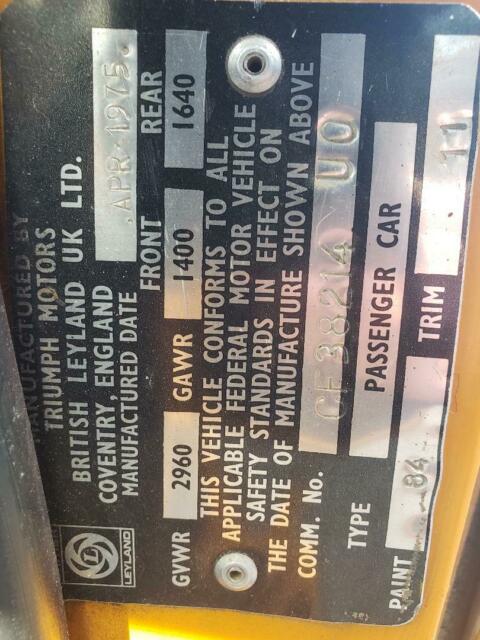 MANUFACTURED BY
TRIUMPH MOTORS
BRITISH LEYLAND UK LTD.
COVENTRY, ENGLAND
MANUFACTURED DATE APR-1975.
FRONT REAR
GVWR 2960 GAWR 1400 1640
THIS VEHICLE CONFORMS TO ALL
APPLICABLE FEDERAL MOTOR VEHICLE
SAFETY STANDARDS IN EFFECT ON
THE DATE OF MANUFACTURE SHOWN ABOVE
COMM. No. CF38214 UO
TYPE PASSENGER CAR
PAINT 84 TRIM 11
L
LEYLAND